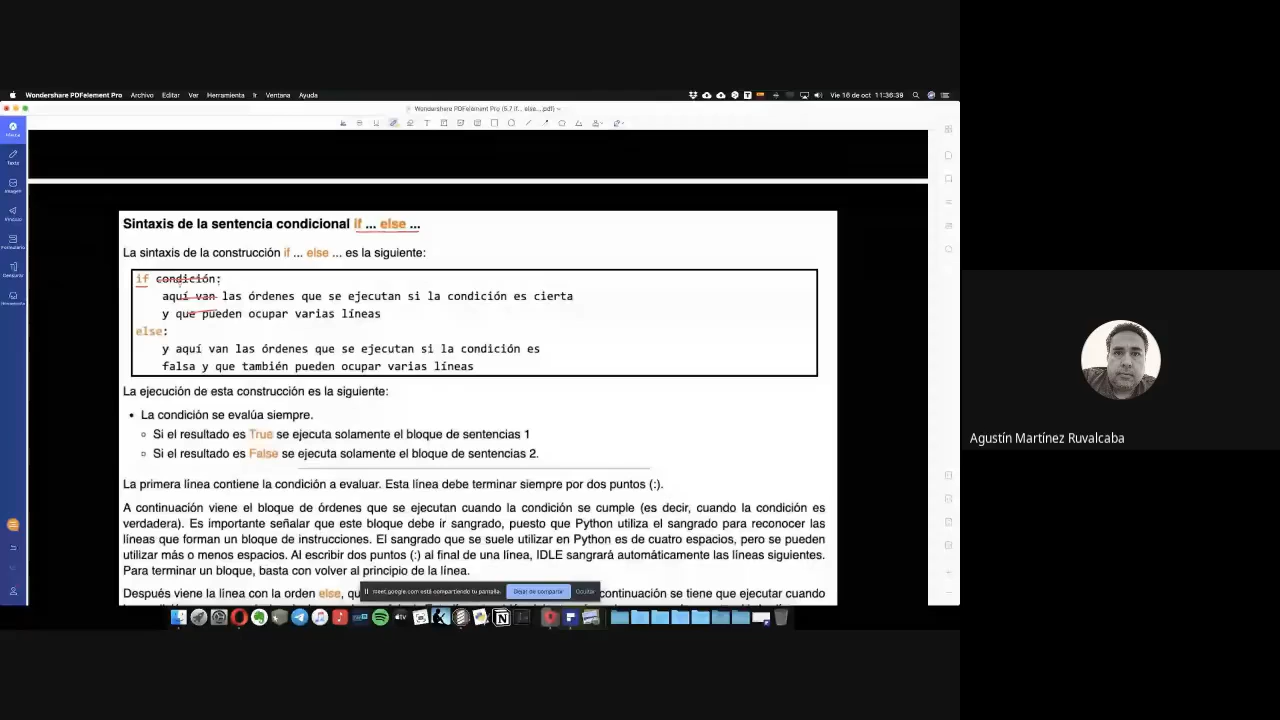 Wondershare PDFelement Pro Archivo Editar Ver Herramienta Ir Ventana Ayuda
Vie 16 de oct 11:36:39
Wondershare PDFelement Pro (5.7 if... else....pdf)
Sintaxis de la sentencia condicional if ... else ...
La sintaxis de la construcción if ... else ... es la siguiente:
if condición:
aquí van las órdenes que se ejecutan si la condición es cierta
y que pueden ocupar varias líneas
else:
y aquí van las órdenes que se ejecutan si la condición es
falsa y que también pueden ocupar varias líneas
La ejecución de esta construcción es la siguiente:
• La condición se evalúa siempre.
Si el resultado es True se ejecuta solamente el bloque de sentencias 1
Si el resultado es False se ejecuta solamente el bloque de sentencias 2.
Agustín Martínez Ruvalcaba
La primera línea contiene la condición a evaluar. Esta línea debe terminar siempre por dos puntos (:).
A continuación viene el bloque de órdenes que se ejecutan cuando la condición se cumple (es decir, cuando la condición es
verdadera). Es importante señalar que este bloque debe ir sangrado, puesto que Python utiliza el sangrado para reconocer las
líneas que forman un bloque de instrucciones. El sangrado que se suele utilizar en Python es de cuatro espacios, pero se pueden
utilizar más o menos espacios. Al escribir dos puntos (:) al final de una línea, IDLE sangrará automáticamente las líneas siguientes.
Para terminar un bloque, basta con volver al principio de la línea.
Después viene la línea con la orden else, qu
continuación se tiene que ejecutar cuando
meet.google.com está compartiendo tu pantalla. Dejar de compartir Ocultar